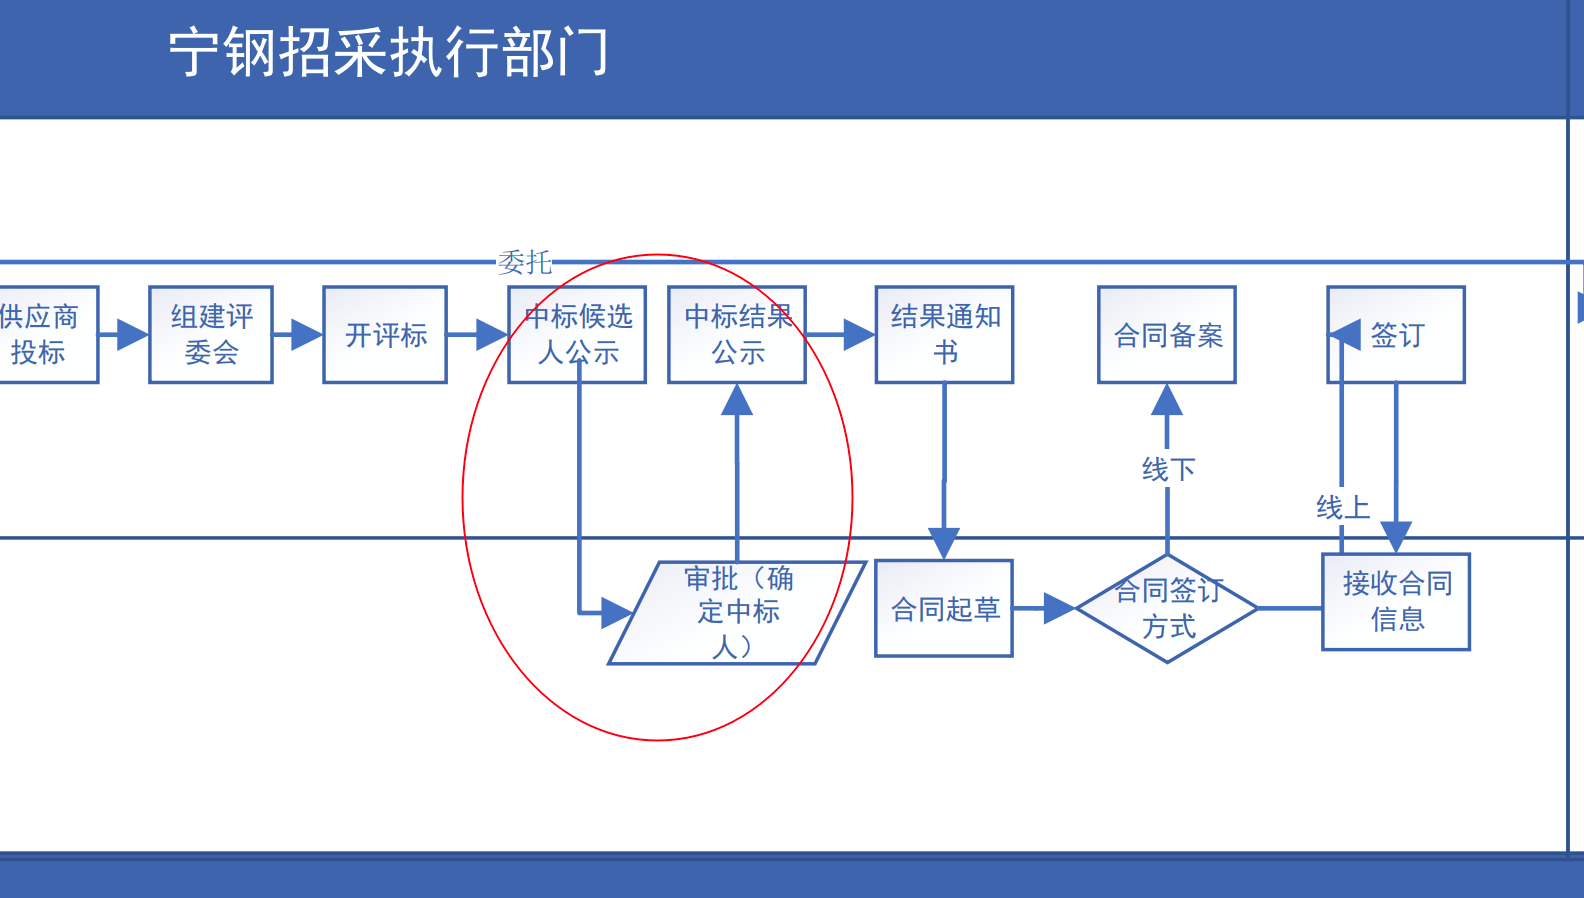 宁钢招采执行部门
委托
供应商
投标
组建评
委会
开评标
中标候选
人公示
中标结果
公示
结果通知
书
合同备案
签订
线下
线上
审批（确
定中标
人）
合同起草
合同签订
方式
接收合同
信息